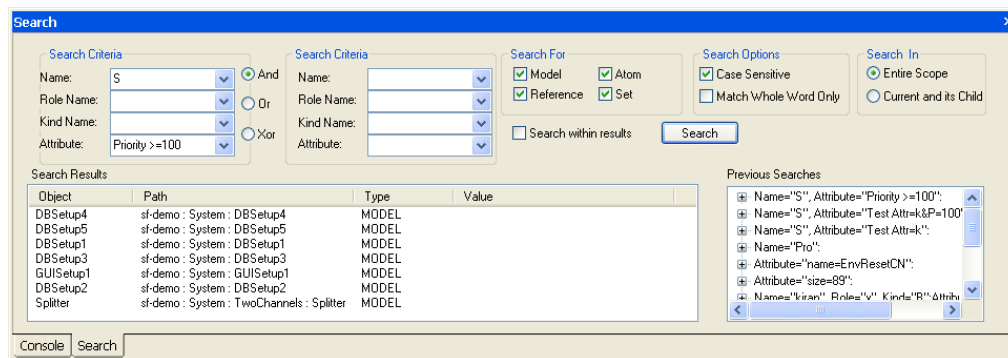 Search
Search Criteria
Name: S
Role Name:
Kind Name:
Attribute: Priority >=100
And
Or
Xor
Search Criteria
Name:
Role Name:
Kind Name:
Attribute:
Search For
Model Atom
Reference Set
Search Options
Case Sensitive
Match Whole Word Only
Search In
Entire Scope
Current and its Child
Search within results
Search
Search Results
Object Path Type Value
DBSetup4 sf-demo : System : DBSetup4 MODEL
DBSetup5 sf-demo : System : DBSetup5 MODEL
DBSetup1 sf-demo : System : DBSetup1 MODEL
DBSetup3 sf-demo : System : DBSetup3 MODEL
GUISetup1 sf-demo : System : GUISetup1 MODEL
DBSetup2 sf-demo : System : DBSetup2 MODEL
Splitter sf-demo : System : TwoChannels : Splitter MODEL
Previous Searches
Name="S", Attribute="Priority >=100":
Name="S", Attribute="Test Attr=k&P=100"
Name="S", Attribute="Test Attr=k":
Name="Pro":
Attribute="name=EnvResetCN":
Attribute="size=89":
Name="kiran", Role="v", Kind="B":Attribu
Console Search